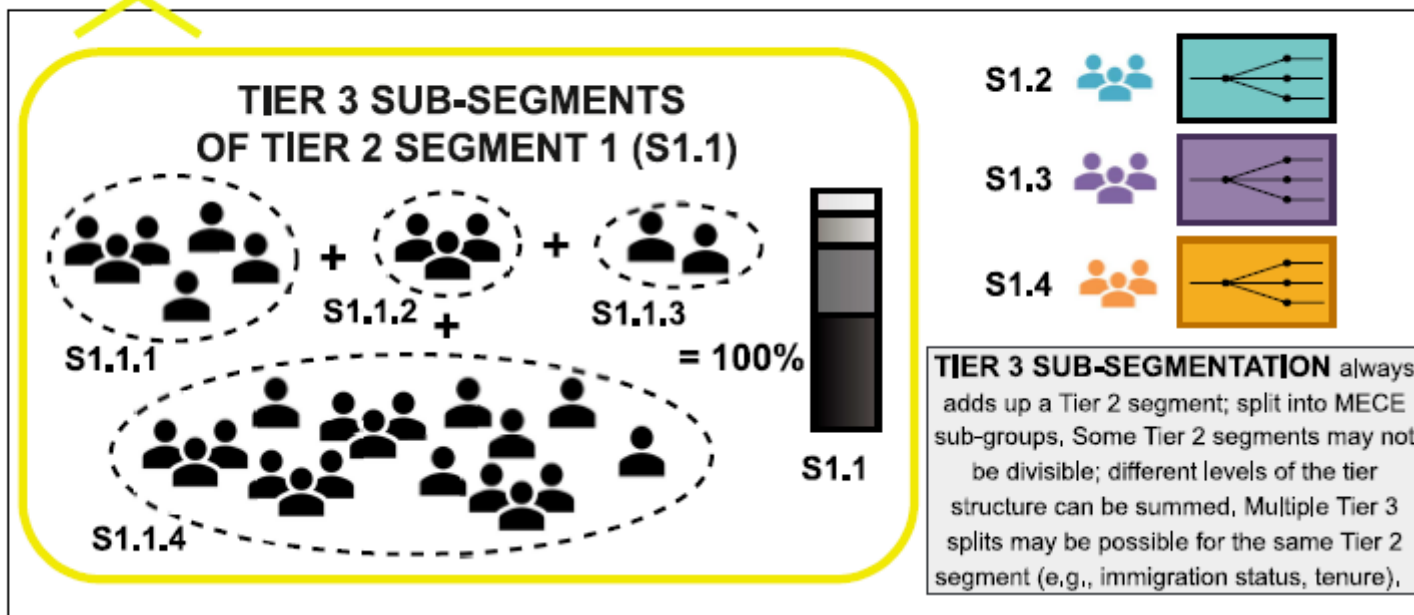 TIER 3 SUB-SEGMENTS
OF TIER 2 SEGMENT 1 (S1.1)
+
+
S1.1.1
S1.1.2
S1.1.3
+
= 100%
S1.1.4
S1.1
S1.2
S1.3
S1.4
TIER 3 SUB-SEGMENTATION always
adds up a Tier 2 segment; split into MECE
sub-groups. Some Tier 2 segments may not
be divisible; different levels of the tier
structure can be summed. Multiple Tier 3
splits may be possible for the same Tier 2
segment (e.g., immigration status, tenure).